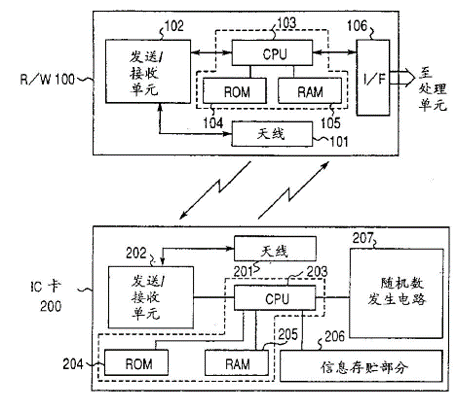 102
103
106
R/W 100
发送/
接收
单元
CPU
I/F
至
处理
单元
ROM
RAM
104
105
天线
101
202
天线
207
IC 卡
200
发送/
接收
单元
201
203
CPU
随机数
发生电路
204
ROM
RAM
205
206
信息存贮部分